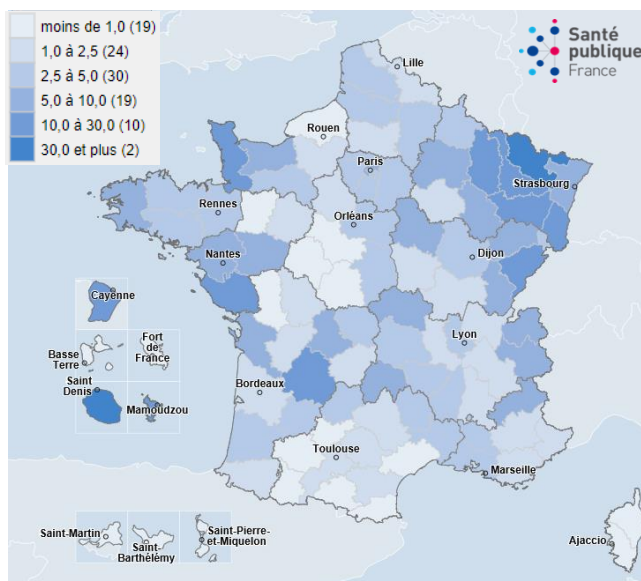 moins de 1,0 (19)
1,0 à 2,5 (24)
2,5 à 5,0 (30)
5,0 à 10,0 (19)
10,0 à 30,0 (10)
30,0 et plus (2)
Santé
publique
France
Lille
Rouen
Paris
Strasbourg
Rennes
Orléans
Nantes
Dijon
Cayenne
Basse
Terre
Fort
de
France
Lyon
Saint
Denis
Mamoudzou
Bordeaux
Toulouse
Marseille
Saint-Martin
Saint-
Barthélémy
Saint-Pierre
et-Miquelon
Ajaccio